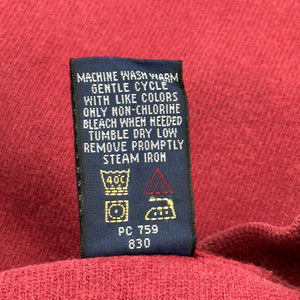 MACHINE WASH WARM
GENTLE CYCLE
WITH LIKE COLORS
ONLY NON-CHLORINE
BLEACH WHEN NEEDED
TUMBLE DRY LOW
REMOVE PROMPTLY
STEAM IRON
40C
PC 759
830